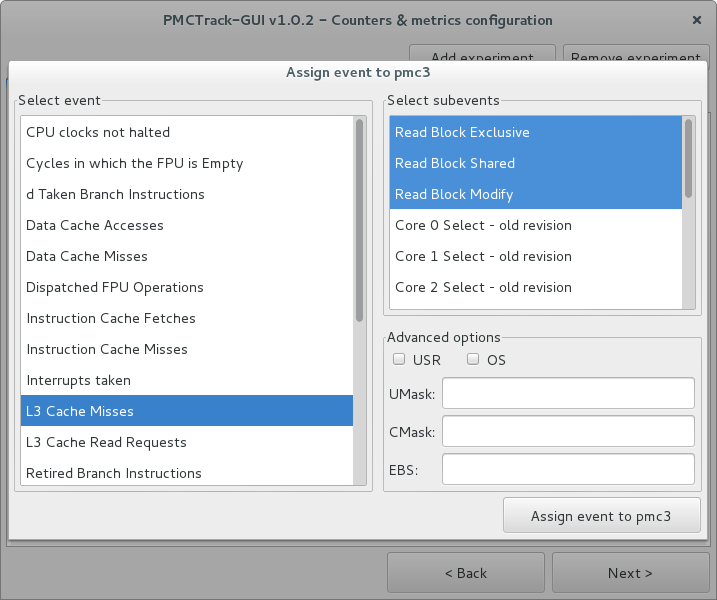 PMCTrack-GUI v1.0.2 - Counters & metrics configuration
×
Add experiment
Remove experiment
Assign event to pmc3
Select event
CPU clocks not halted
Cycles in which the FPU is Empty
d Taken Branch Instructions
Data Cache Accesses
Data Cache Misses
Dispatched FPU Operations
Instruction Cache Fetches
Instruction Cache Misses
Interrupts taken
L3 Cache Misses
L3 Cache Read Requests
Retired Branch Instructions
Select subevents
Read Block Exclusive
Read Block Shared
Read Block Modify
Core 0 Select - old revision
Core 1 Select - old revision
Core 2 Select - old revision
Advanced options
USR
OS
UMask:
CMask:
EBS:
Assign event to pmc3
< Back
Next >